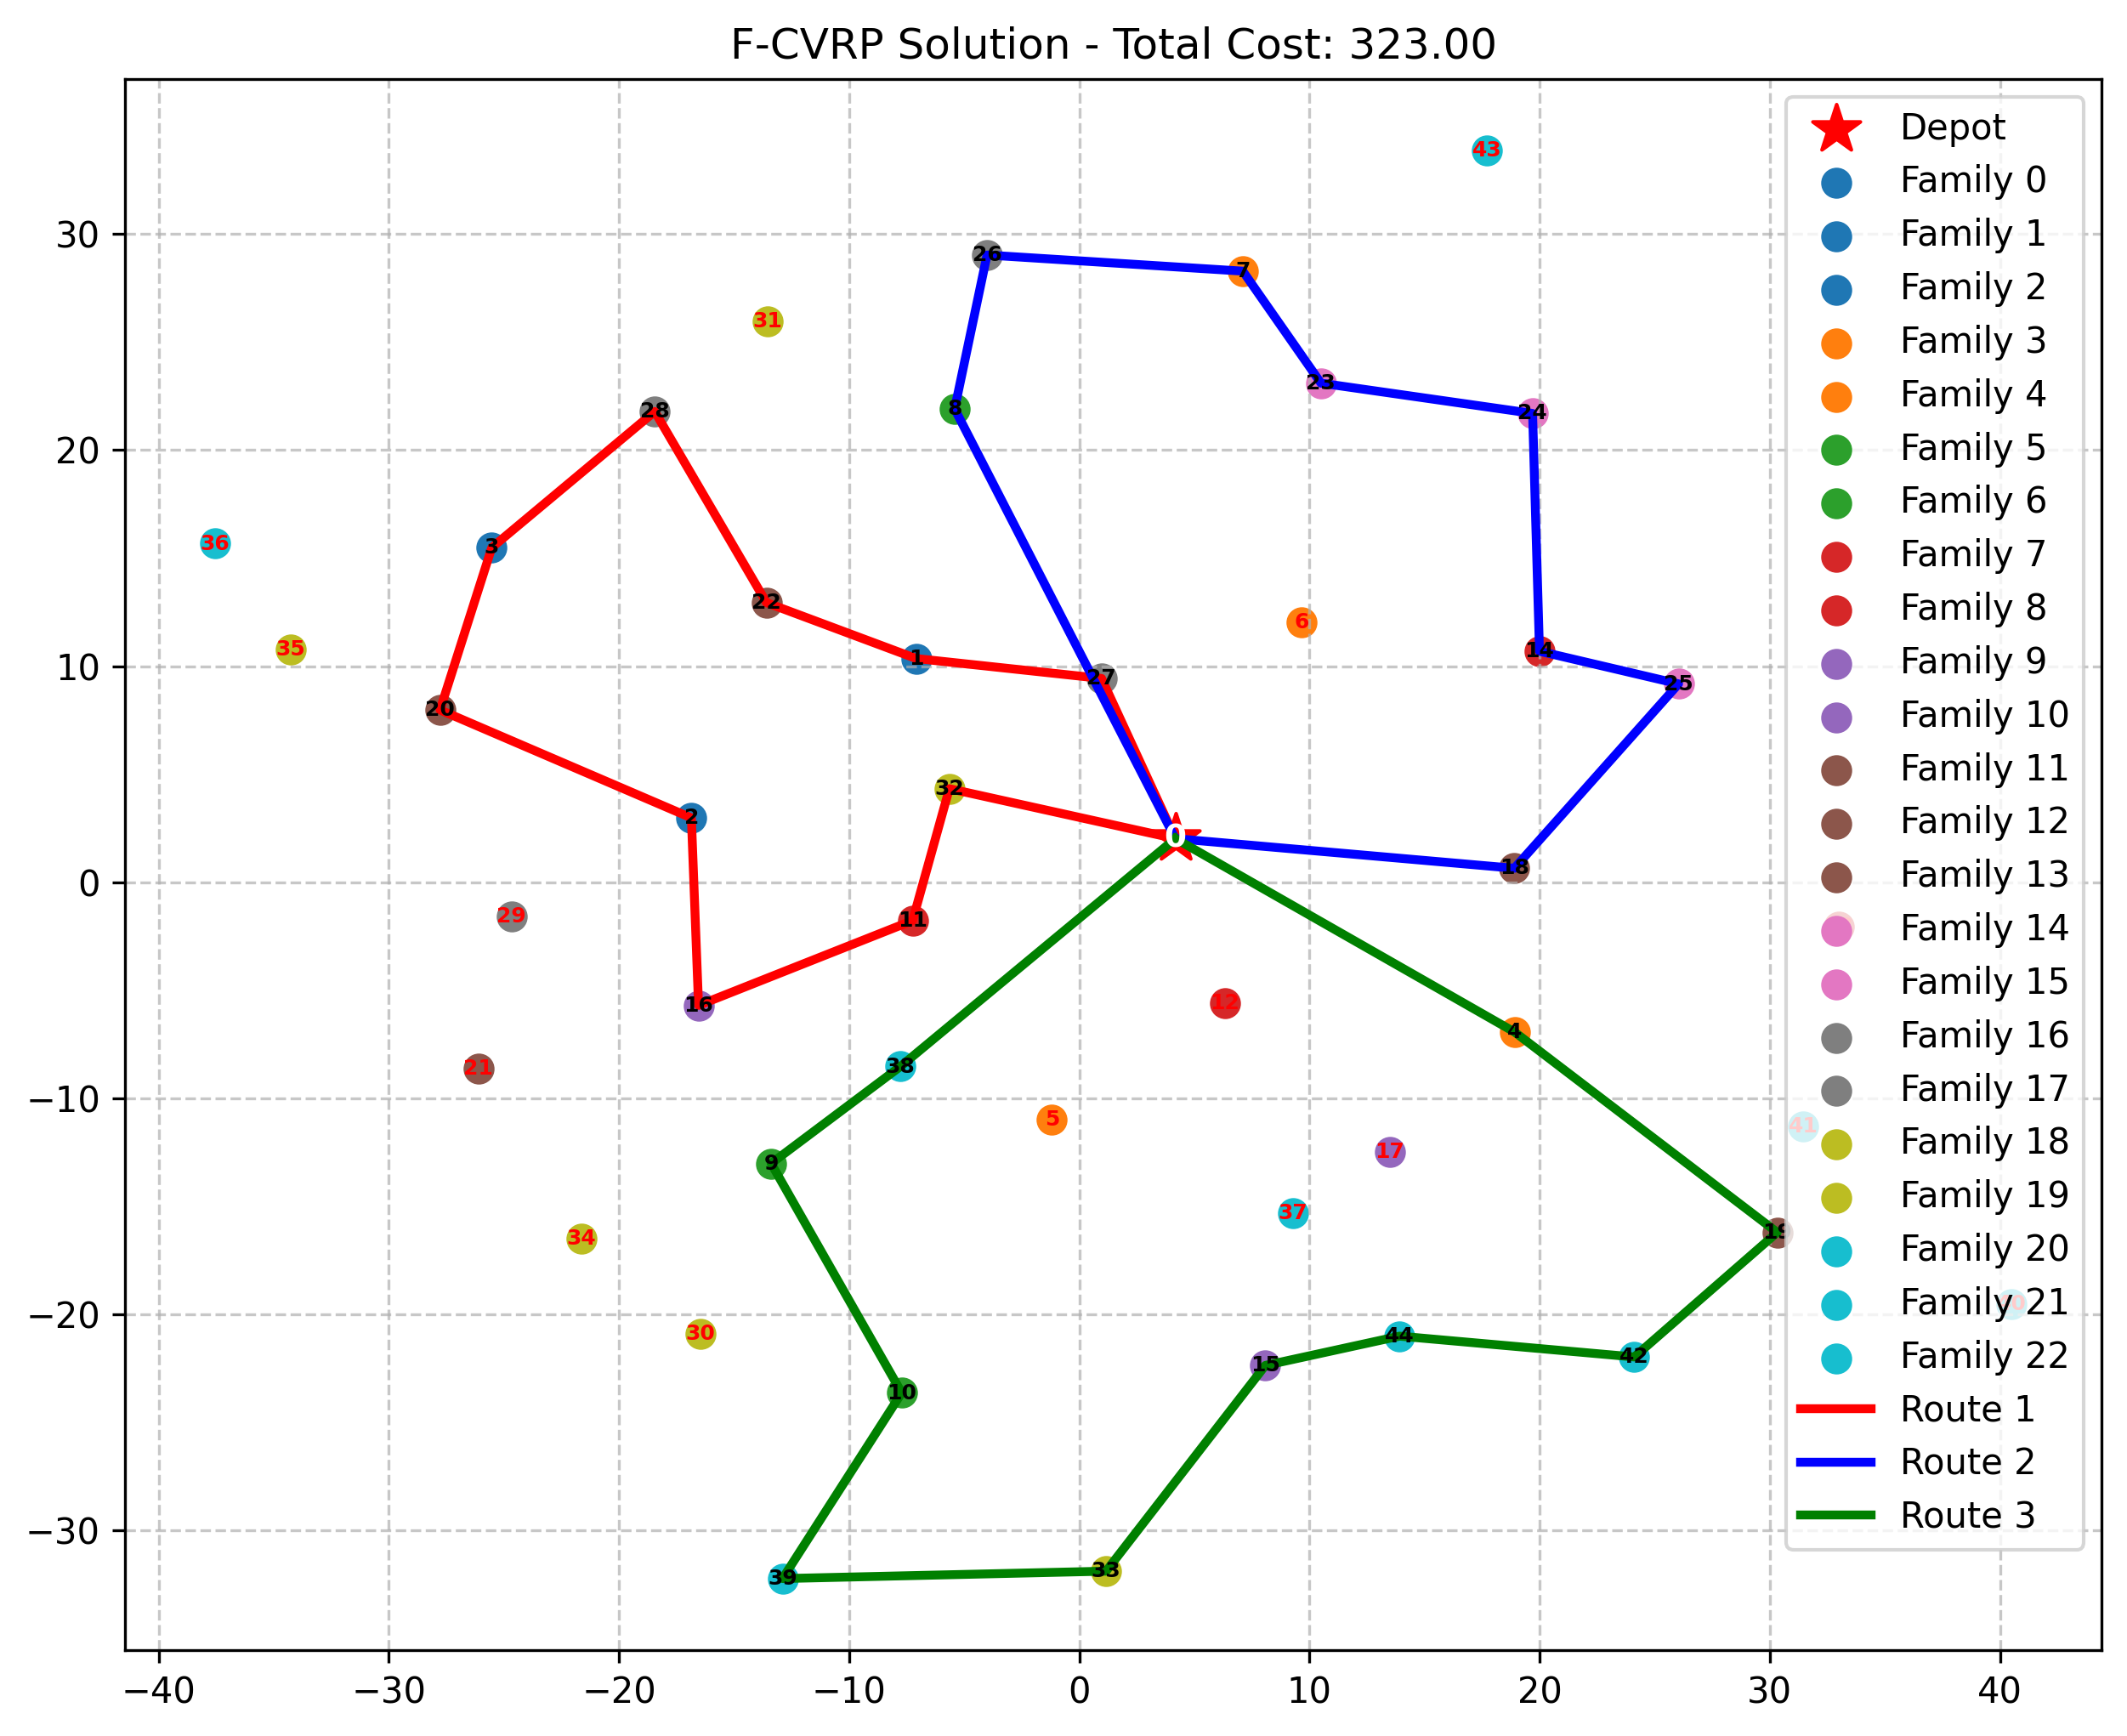 F-CVRP Solution - Total Cost: 323.00
Depot
Family 0
Family 1
Family 2
Family 3
Family 4
Family 5
Family 6
Family 7
Family 8
Family 9
Family 10
Family 11
Family 12
Family 13
Family 14
Family 15
Family 16
Family 17
Family 18
Family 19
Family 20
Family 21
Family 22
Route 1
Route 2
Route 3
43
26
7
31
23
8
28
24
36
3
22
6
35
1
14
27
25
20
32
2
0
18
29
11
12
16
4
38
21
5
41
17
9
37
19
34
30
44
42
15
10
33
39
30
20
10
0
−10
−20
−30
−40
−30
−20
−10
0
10
20
30
40